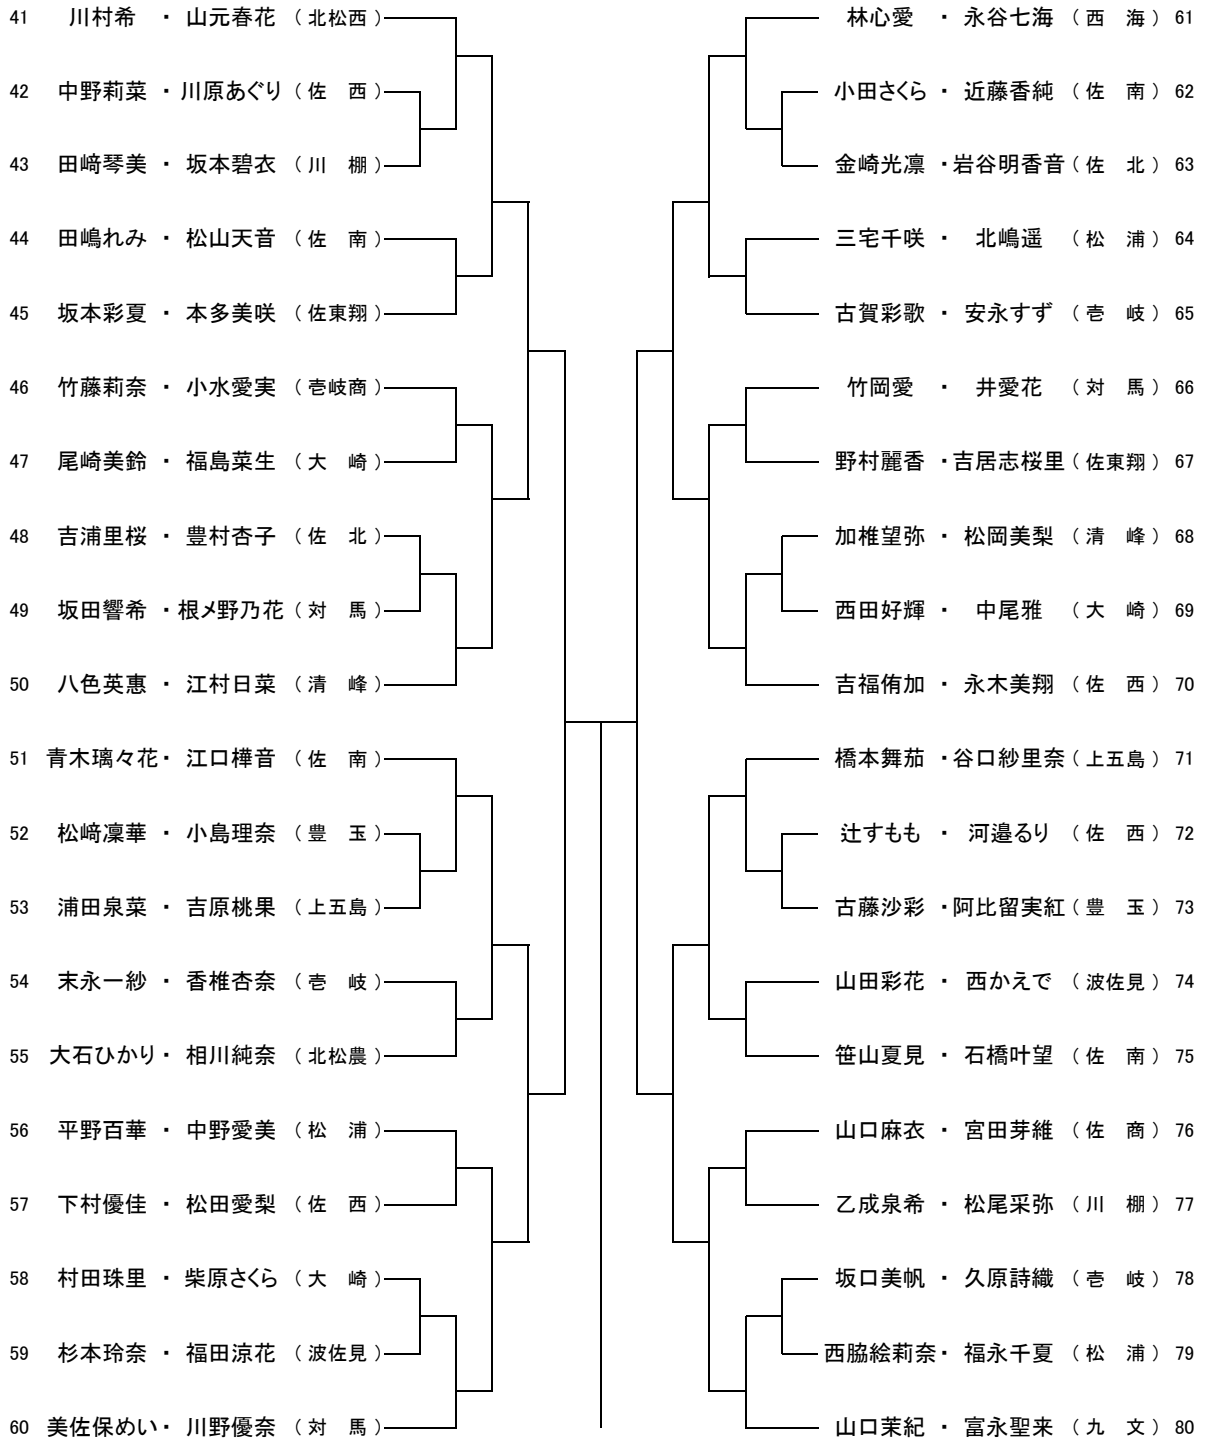 41 川村希 ・ 山元春花 （北松西）
42 中野莉菜 ・ 川原あぐり （佐　西）
43 田﨑琴美 ・ 坂本碧衣 （川　棚）
44 田嶋れみ ・ 松山天音 （佐　南）
45 坂本彩夏 ・ 本多美咲 （佐東翔）
46 竹藤莉奈 ・ 小水愛実 （壱岐商）
47 尾崎美鈴 ・ 福島菜生 （大　崎）
48 吉浦里桜 ・ 豊村杏子 （佐　北）
49 坂田響希 ・ 根〆野乃花 （対　馬）
50 八色英惠 ・ 江村日菜 （清　峰）
51 青木璃々花 ・ 江口樺音 （佐　南）
52 松﨑凜華 ・ 小島理奈 （豊　玉）
53 浦田泉菜 ・ 吉原桃果 （上五島）
54 末永一紗 ・ 香椎杏奈 （壱　岐）
55 大石ひかり ・ 相川純奈 （北松農）
56 平野百華 ・ 中野愛美 （松　浦）
57 下村優佳 ・ 松田愛梨 （佐　西）
58 村田珠里 ・ 柴原さくら （大　崎）
59 杉本玲奈 ・ 福田涼花 （波佐見）
60 美佐保めい ・ 川野優奈 （対　馬）
林心愛 ・ 永谷七海 （西　海） 61
小田さくら ・ 近藤香純 （佐　南） 62
金崎光凛 ・ 岩谷明香音 （佐　北） 63
三宅千咲 ・ 北嶋遥 （松　浦） 64
古賀彩歌 ・ 安永すず （壱　岐） 65
竹岡愛 ・ 井愛花 （対　馬） 66
野村麗香 ・ 吉居志桜里 （佐東翔） 67
加椎望弥 ・ 松岡美梨 （清　峰） 68
西田好輝 ・ 中尾雅 （大　崎） 69
吉福侑加 ・ 永木美翔 （佐　西） 70
橋本舞茄 ・ 谷口紗里奈 （上五島） 71
辻すもも ・ 河邉るり （佐　西） 72
古藤沙彩 ・ 阿比留実紅 （豊　玉） 73
山田彩花 ・ 西かえで （波佐見） 74
笹山夏見 ・ 石橋叶望 （佐　南） 75
山口麻衣 ・ 宮田芽維 （佐　商） 76
乙成泉希 ・ 松尾采弥 （川　棚） 77
坂口美帆 ・ 久原詩織 （壱　岐） 78
西脇絵莉奈 ・ 福永千夏 （松　浦） 79
山口茉紀 ・ 富永聖来 （九　文） 80